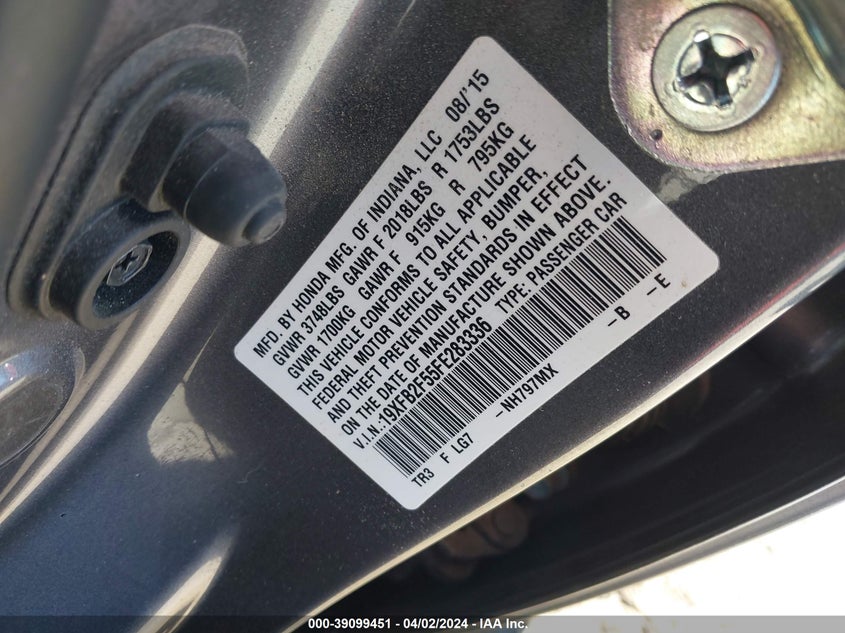 MFD. BY HONDA MFG. OF INDIANA, LLC 08/'15
GVWR 3748LBS GAWR F 2018LBS R 1753LBS
GVWR 1700KG GAWR F 915KG R 795KG
THIS VEHICLE CONFORMS TO ALL APPLICABLE
FEDERAL MOTOR VEHICLE SAFETY, BUMPER,
AND THEFT PREVENTION STANDARDS IN EFFECT
ON THE DATE OF MANUFACTURE SHOWN ABOVE.
V.I.N.:19XFB2F55FE283336 TYPE: PASSENGER CAR
TR3 F LG7 -NH797MX -B -E
000-39099451 - 04/02/2024 - IAA Inc.